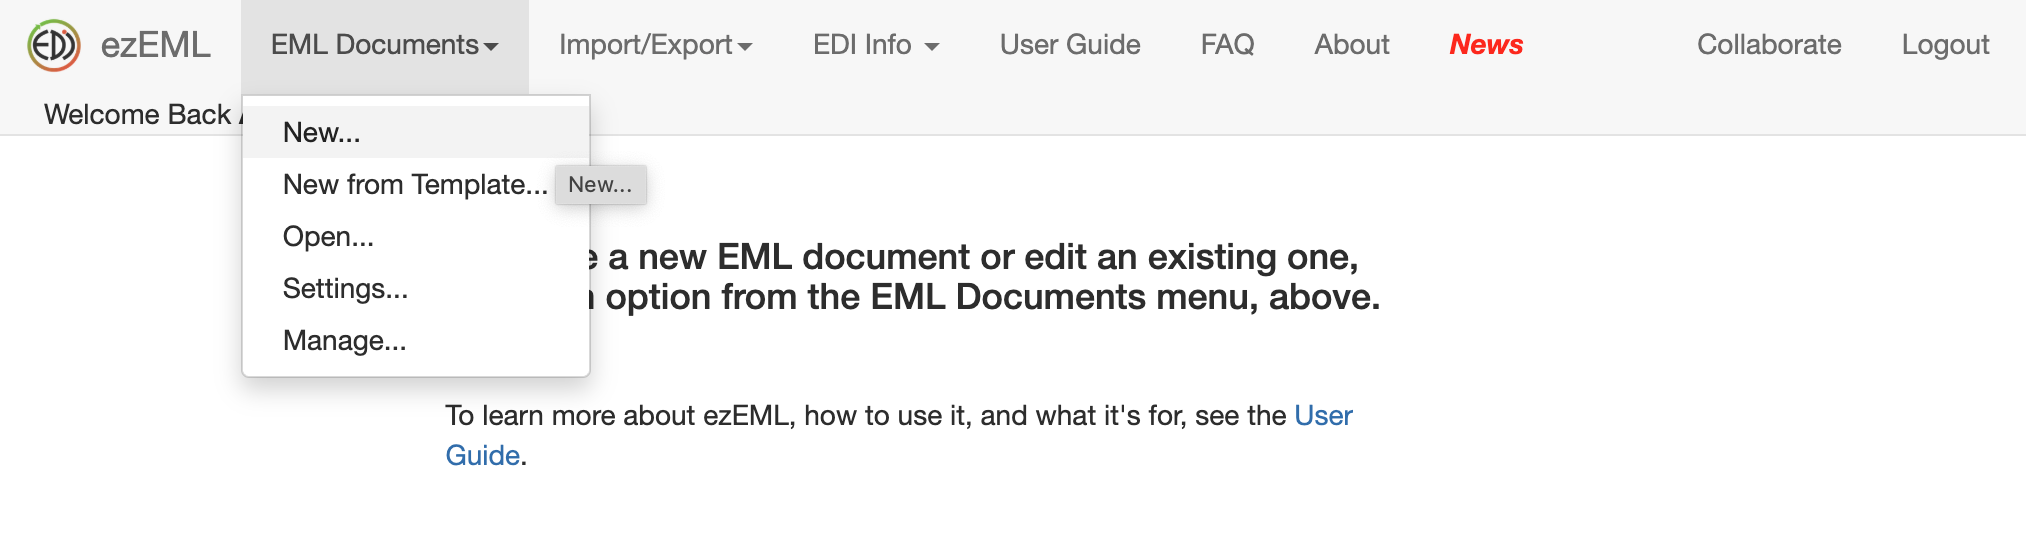 EDI ezEML EML Documents Import/Export EDI Info User Guide FAQ About News Collaborate Logout
Welcome Back
New...
New from Template... New...
Open...
Settings...
Manage...
a new EML document or edit an existing one,
option from the EML Documents menu, above.
To learn more about ezEML, how to use it, and what it's for, see the User
Guide.